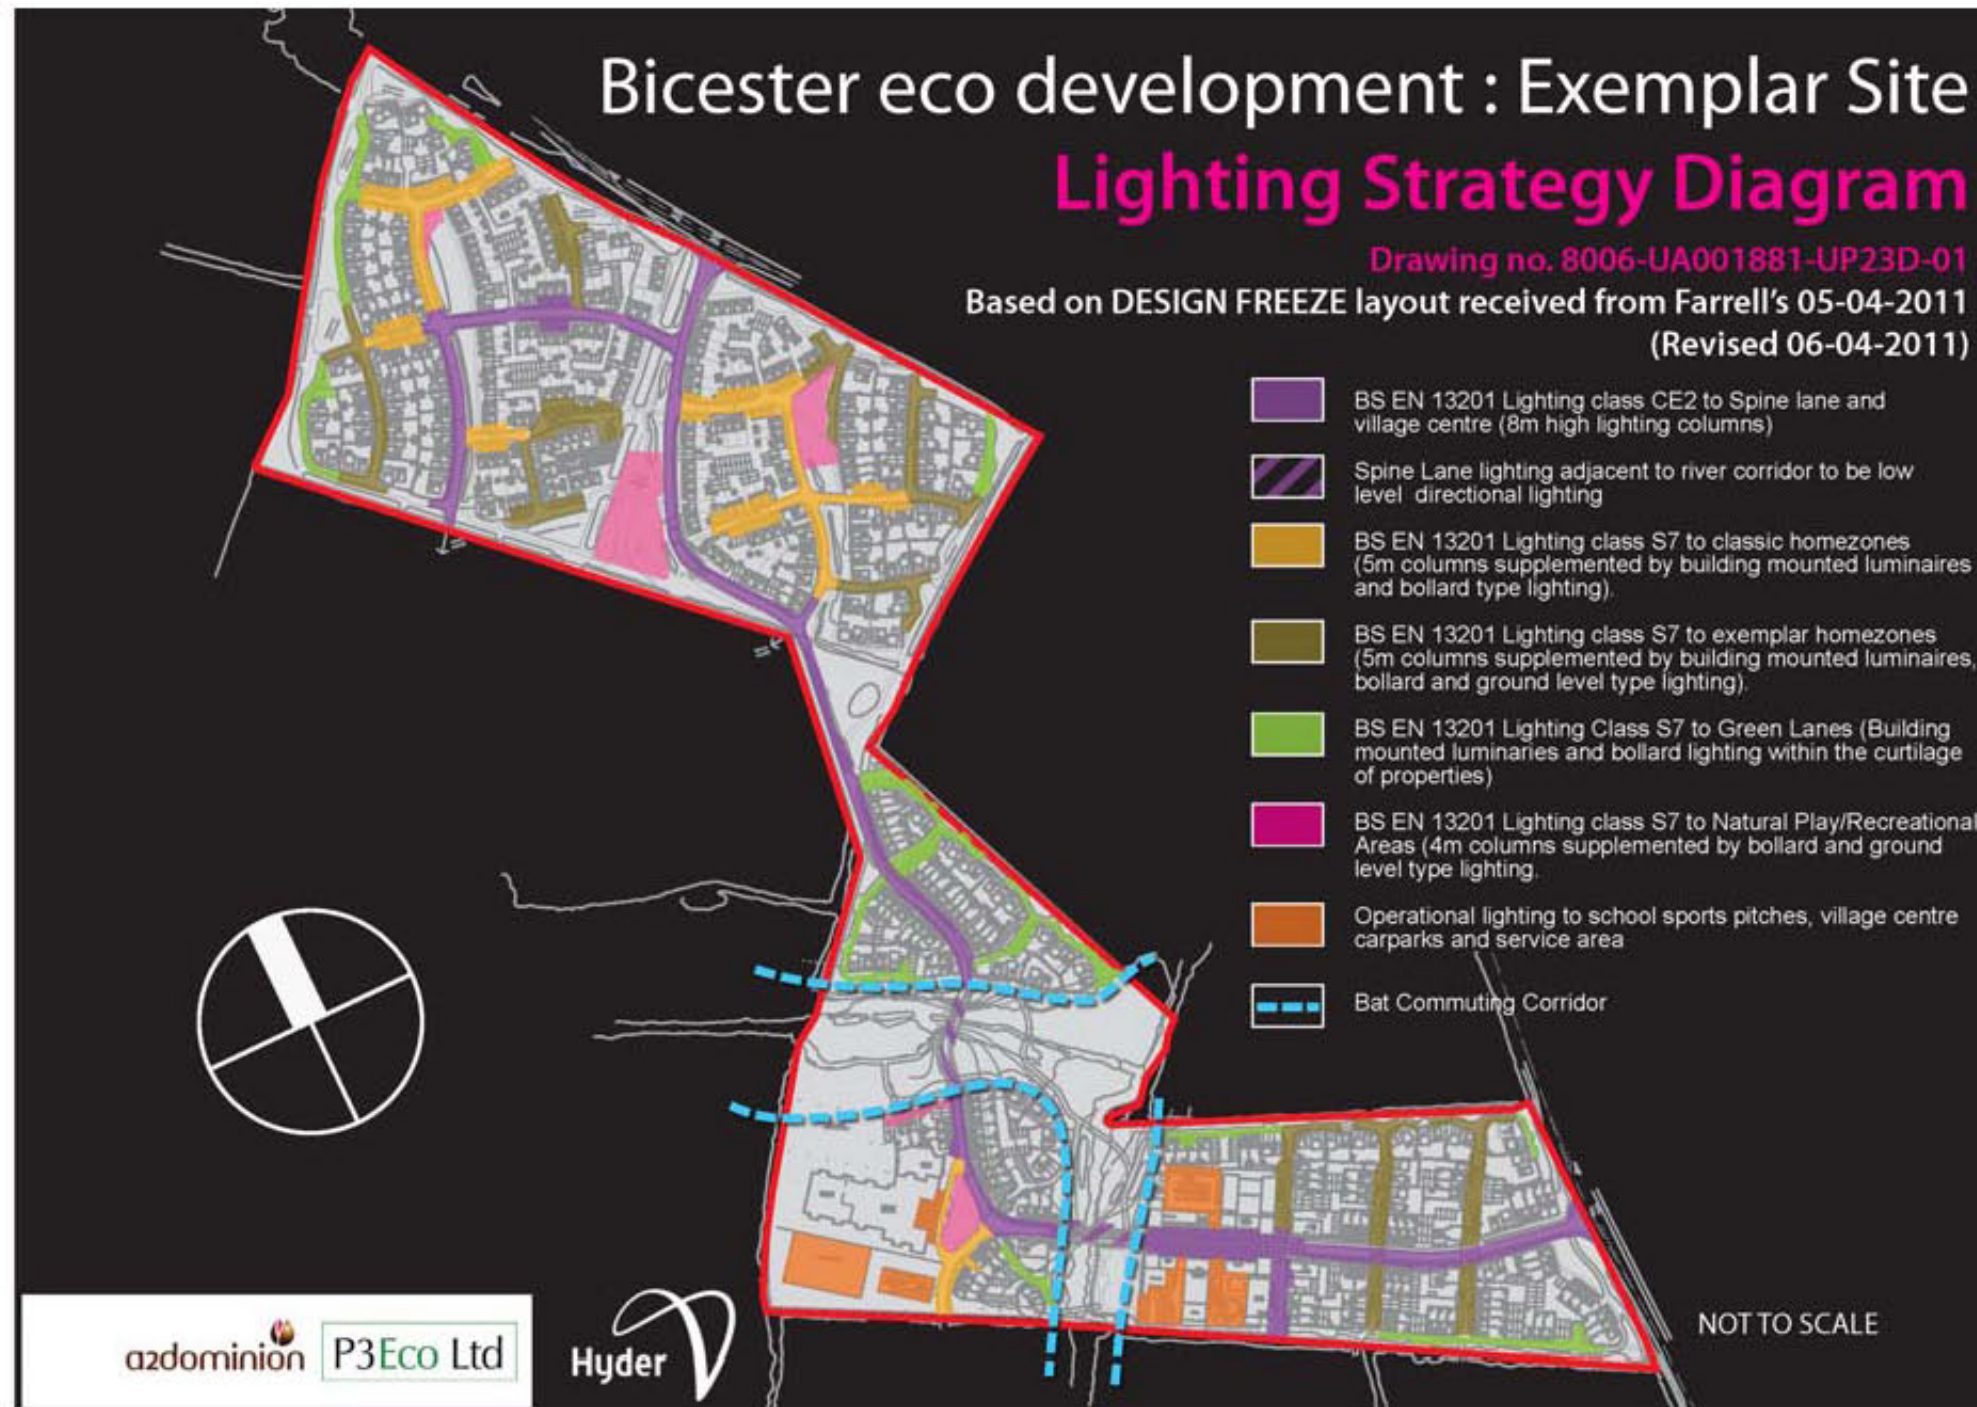 Bicester eco development : Exemplar Site
Lighting Strategy Diagram
Drawing no. 8006-UA001881-UP23D-01
Based on DESIGN FREEZE layout received from Farrell's 05-04-2011
(Revised 06-04-2011)
BS EN 13201 Lighting class CE2 to Spine lane and
village centre (8m high lighting columns)
Spine Lane lighting adjacent to river corridor to be low
level directional lighting
BS EN 13201 Lighting class S7 to classic homezones
(5m columns supplemented by building mounted luminaires
and bollard type lighting).
BS EN 13201 Lighting class S7 to exemplar homezones
(5m columns supplemented by building mounted luminaires,
bollard and ground level type lighting).
BS EN 13201 Lighting Class S7 to Green Lanes (Building
mounted luminaries and bollard lighting within the curtilage
of properties)
BS EN 13201 Lighting class S7 to Natural Play/Recreational
Areas (4m columns supplemented by bollard and ground
level type lighting.
Operational lighting to school sports pitches, village centre
carparks and service area
Bat Commuting Corridor
NOT TO SCALE
a2dominion
P3Eco Ltd
Hyder